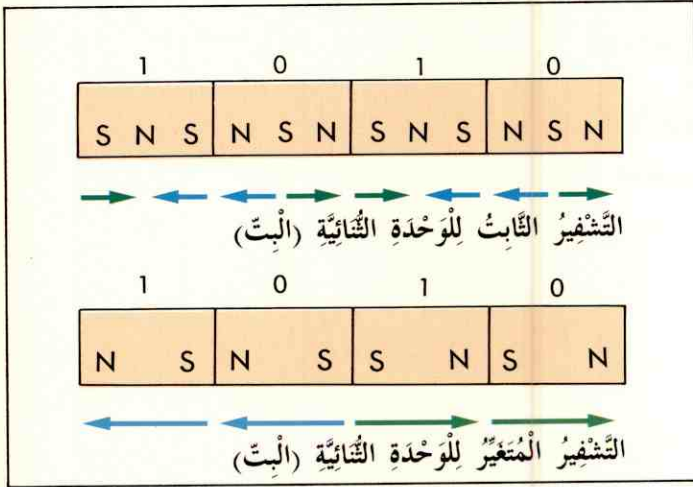 1 0 1 0
S N S N S N S N S N S N
التَّشْفِيرُ الثَّابِتُ لِلْوَحْدَةِ الثُّنَائِيَّةِ (الْبِتّ)
1 0 1 0
N S N S S N S N
التَّشْفِيرُ الْمُتَغَيِّرُ لِلْوَحْدَةِ الثُّنَائِيَّةِ (الْبِتّ)